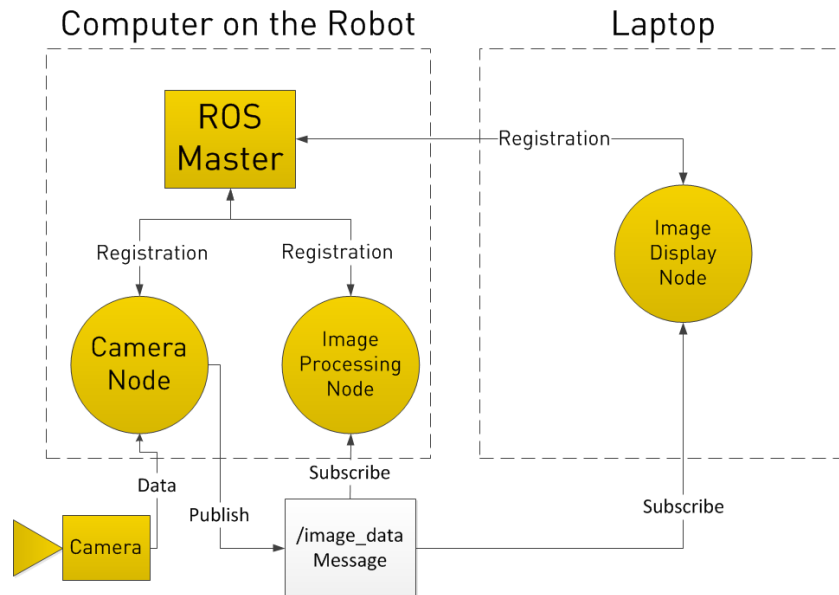 Computer on the Robot
Laptop
ROS
Master
Registration
Registration
Registration
Image
Display
Node
Camera
Node
Image
Processing
Node
Data
Publish
Subscribe
Subscribe
Camera
/image_data
Message